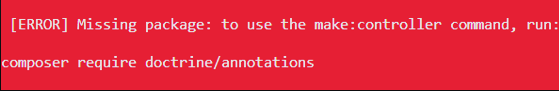 [ERROR] Missing package: to use the make:controller command, run:
composer require doctrine/annotations